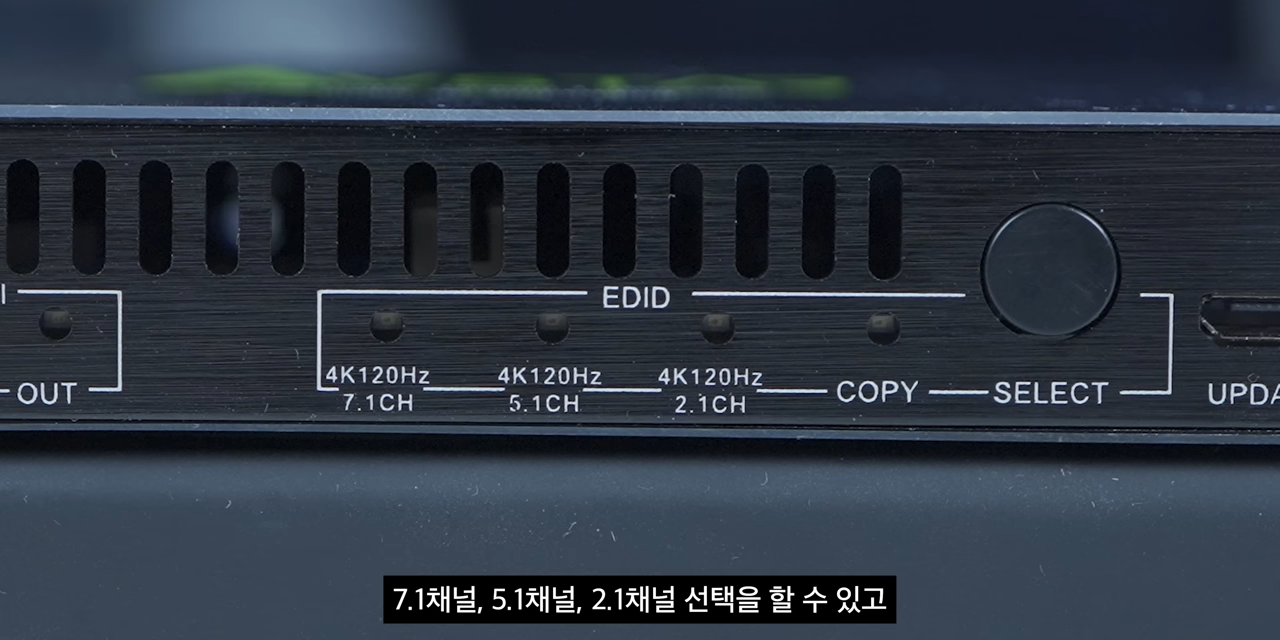 EDID
4K120Hz 4K120Hz 4K120Hz
7.1CH 5.1CH 2.1CH
OUT COPY SELECT
7.1채널, 5.1채널, 2.1채널 선택을 할 수 있고